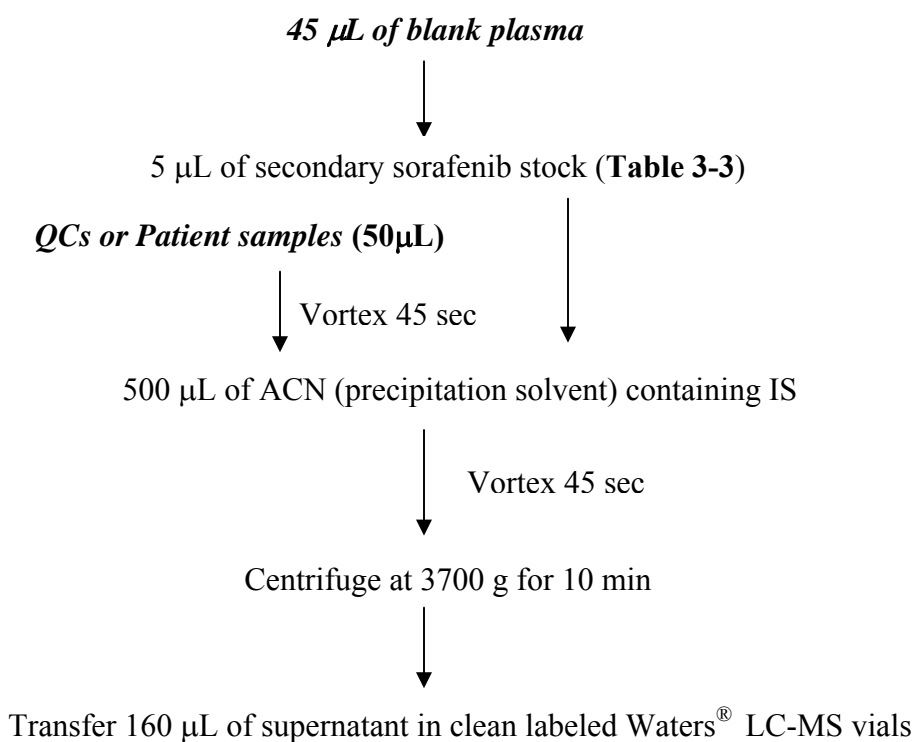 45 μL of blank plasma
5 μL of secondary sorafenib stock (Table 3-3)
QCs or Patient samples (50μL)
Vortex 45 sec
500 μL of ACN (precipitation solvent) containing IS
Vortex 45 sec
Centrifuge at 3700 g for 10 min
Transfer 160 μL of supernatant in clean labeled Waters® LC-MS vials